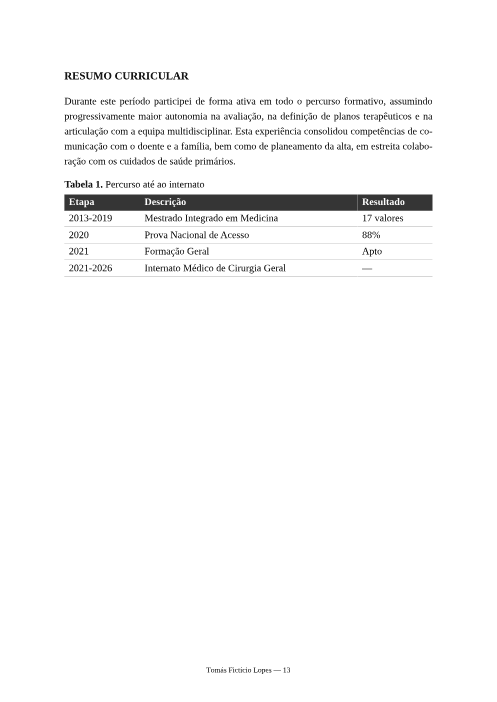 RESUMO CURRICULAR
Durante este período participei de forma ativa em todo o percurso formativo, assumindo
progressivamente maior autonomia na avaliação, na definição de planos terapêuticos e na
articulação com a equipa multidisciplinar. Esta experiência consolidou competências de co-
municação com o doente e a família, bem como de planeamento da alta, em estreita colabo-
ração com os cuidados de saúde primários.
Tabela 1. Percurso até ao internato
Etapa Descrição Resultado
2013-2019 Mestrado Integrado em Medicina 17 valores
2020 Prova Nacional de Acesso 88%
2021 Formação Geral Apto
2021-2026 Internato Médico de Cirurgia Geral —
Tomás Fictício Lopes — 13